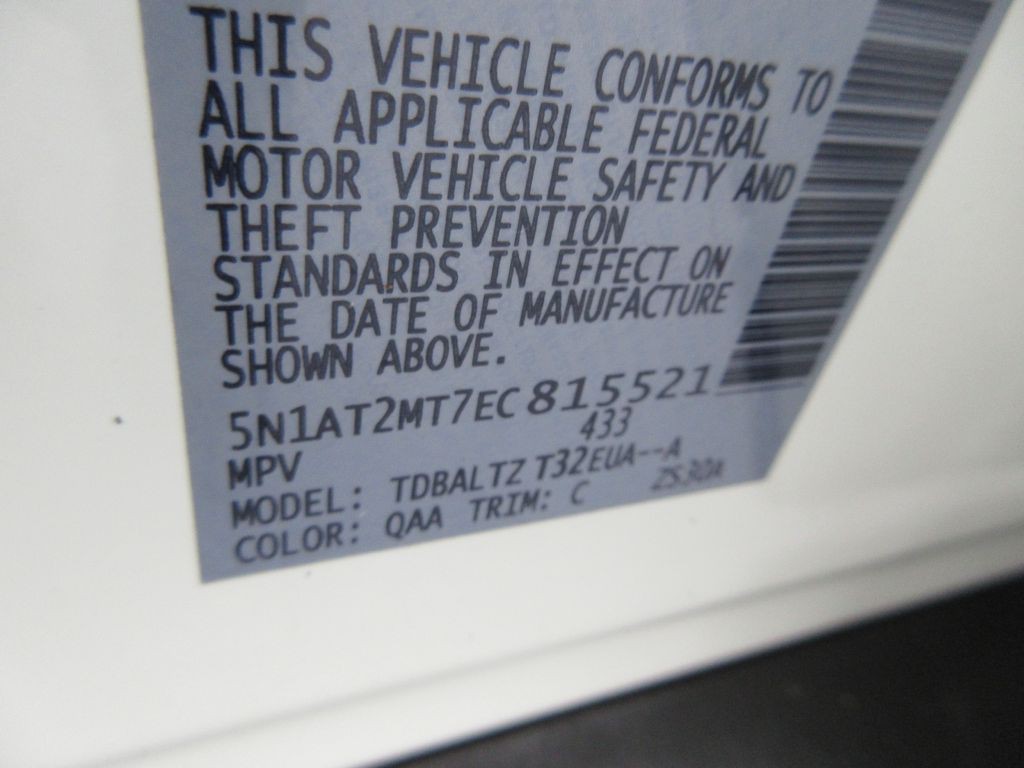 THIS VEHICLE CONFORMS TO
ALL APPLICABLE FEDERAL
MOTOR VEHICLE SAFETY AND
THEFT PREVENTION
STANDARDS IN EFFECT ON
THE DATE OF MANUFACTURE
SHOWN ABOVE.
5N1AT2MT7EC815521
MPV 433
MODEL: TDBALTZ T32EUA--A
COLOR: QAA TRIM: C